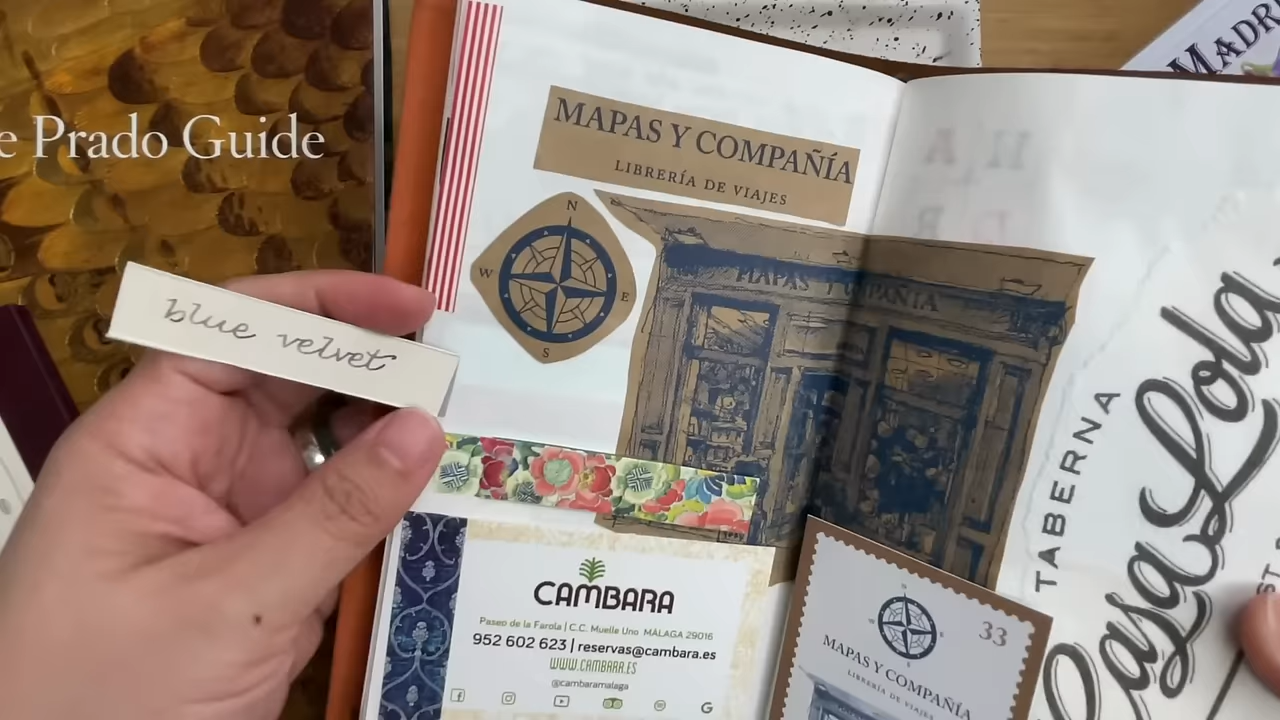 e Prado Guide
MADR
MAPAS Y COMPAÑÍA
LIBRERÍA DE VIAJES
N
W
E
S
MAPAS Y COMPAÑIA
blue velvet
TABERNA
Casa Lola
CAMBARA
Paseo de la Farola | C.C. Muelle Uno MÁLAGA 29016
952 602 623 | reservas@cambara.es
WWW.CAMBARA.ES
@cambaramalaga
33
MAPAS Y COMPAÑÍA
LIBRERÍA DE VIAJES